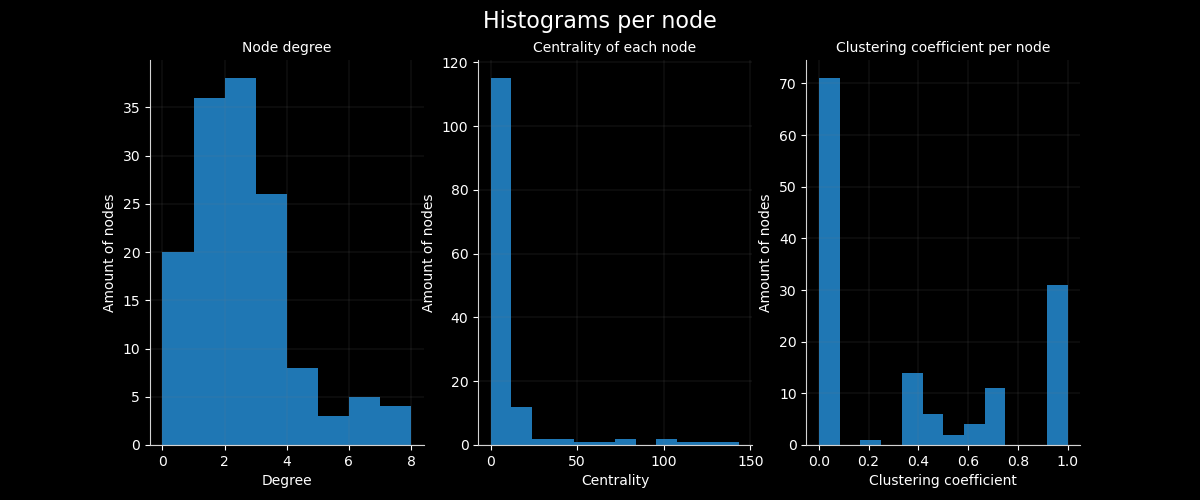 Histograms per node
Node degree
Amount of nodes
35
30
25
20
15
10
5
0
0 2 4 6 8
Degree
Centrality of each node
Amount of nodes
120
100
80
60
40
20
0
0 50 100 150
Centrality
Clustering coefficient per node
Amount of nodes
70
60
50
40
30
20
10
0
0.0 0.2 0.4 0.6 0.8 1.0
Clustering coefficient